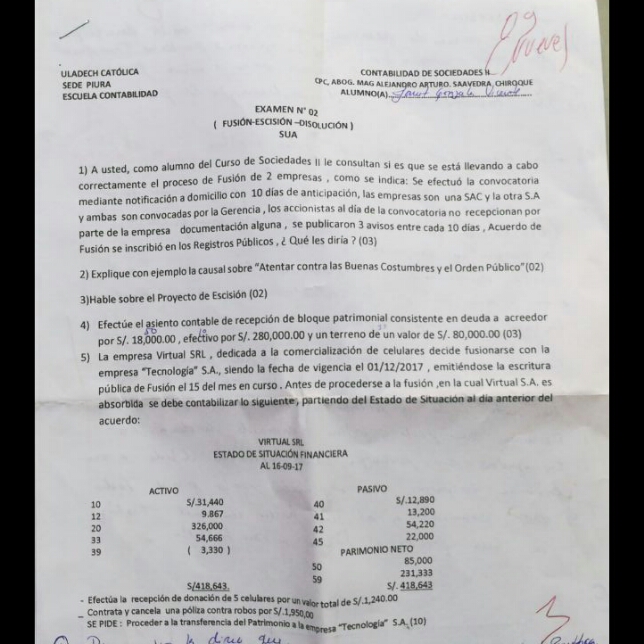 09
Nueve
ULADECH CATÓLICA
SEDE PIURA
ESCUELA CONTABILIDAD
CONTABILIDAD DE SOCIEDADES II
CPC, ABOG. MAG ALEJANDRO ARTURO, SAAVEDRA, CHIROQUE
ALUMNO(A)
EXAMEN N° 02
( FUSIÓN-ESCISIÓN –DISOLUCIÓN )
SUA
1) A usted, como alumno del Curso de Sociedades II le consultan si es que se está llevando a cabo
correctamente el proceso de Fusión de 2 empresas , como se indica: Se efectuó la convocatoria
mediante notificación a domicilio con 10 días de anticipación, las empresas son una SAC y la otra S.A
y ambas son convocadas por la Gerencia , los accionistas al día de la convocatoria no recepcionan por
parte de la empresa documentación alguna , se publicaron 3 avisos entre cada 10 días , Acuerdo de
Fusión se inscribió en los Registros Públicos , ¿ Qué les diría ? (03)
2) Explique con ejemplo la causal sobre "Atentar contra las Buenas Costumbres y el Orden Público"(02)
3)Hable sobre el Proyecto de Escisión (02)
4) Efectúe el asiento contable de recepción de bloque patrimonial consistente en deuda a acreedor
por S/. 18,000.00 , efectivo por S/. 280,000.00 y un terreno de un valor de S/. 80,000.00 (03)
5) La empresa Virtual SRL , dedicada a la comercialización de celulares decide fusionarse con la
empresa "Tecnología" S.A., siendo la fecha de vigencia el 01/12/2017 , emitiéndose la escritura
pública de Fusión el 15 del mes en curso . Antes de procederse a la fusión ,en la cual Virtual S.A. es
absorbida se debe contabilizar lo siguiente , partiendo del Estado de Situación al día anterior del
acuerdo:
VIRTUAL SRL
ESTADO DE SITUACIÓN FINANCIERA
AL 16-09-17
ACTIVO PASIVO
10 S/.31,440 40 S/.12,890
12 9.867 41 13,200
20 326,000 42 54,220
33 54,666 45 22,000
39 ( 3,330 ) PARIMONIO NETO
50 85,000
59 231,333
S/418,643. S/. 418,643
- Efectúa la recepción de donación de 5 celulares por un valor total de S/.1,240.00
_ Contrata y cancela una póliza contra robos por S/.1,950,00
SE PIDE : Proceder a la transferencia del Patrimonio a la empresa "Tecnología" S.A.(10)